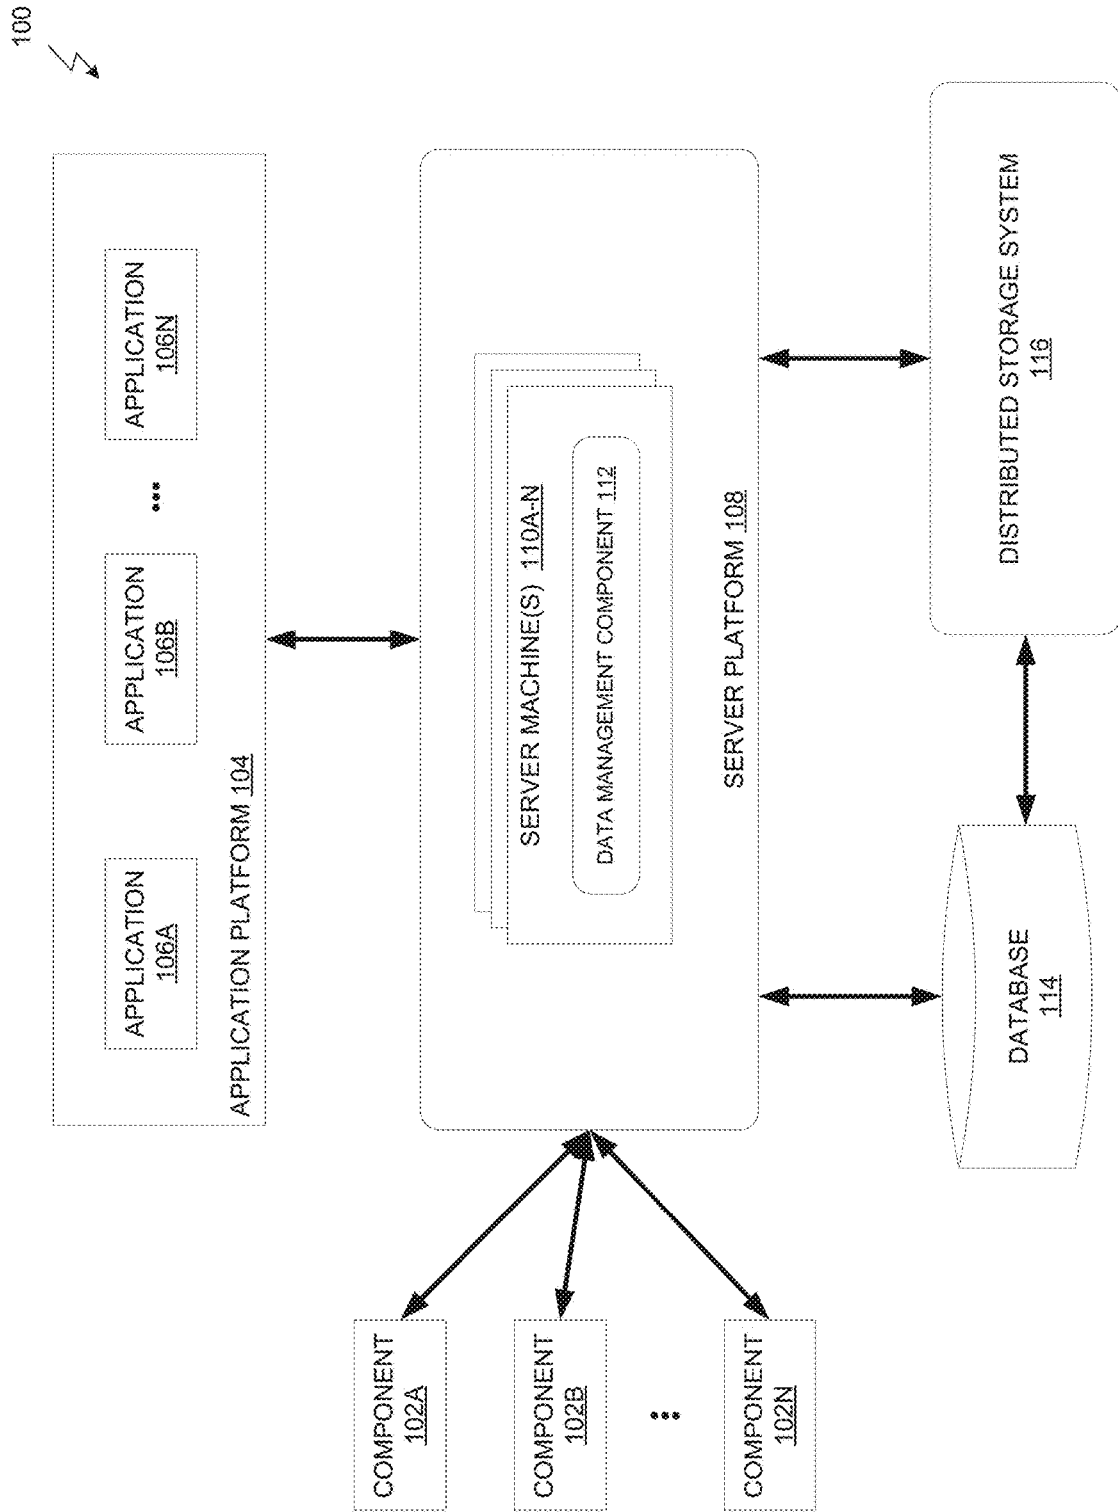 100
APPLICATION
106A
APPLICATION
106B
•••
APPLICATION
106N
APPLICATION PLATFORM 104
COMPONENT
102A
COMPONENT
102B
•••
COMPONENT
102N
SERVER MACHINE(S) 110A-N
DATA MANAGEMENT COMPONENT 112
SERVER PLATFORM 108
DATABASE
114
DISTRIBUTED STORAGE SYSTEM
116